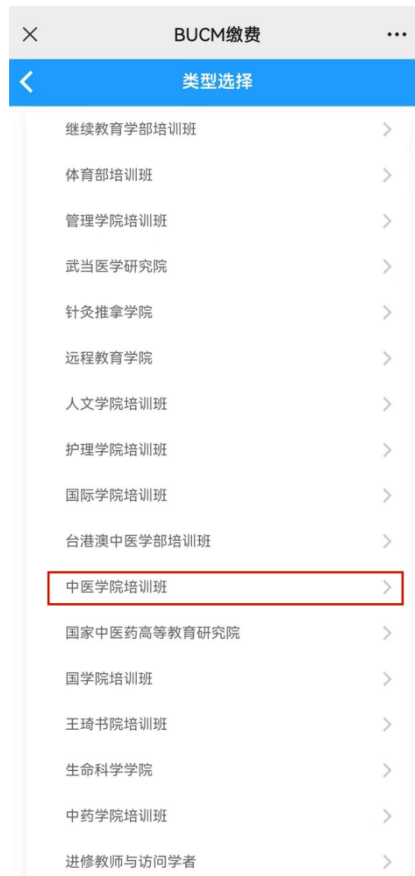 BUCM缴费
类型选择
继续教育学部培训班
体育部培训班
管理学院培训班
武当医学研究院
针灸推拿学院
远程教育学院
人文学院培训班
护理学院培训班
国际学院培训班
台港澳中医学部培训班
中医学院培训班
国家中医药高等教育研究院
国学院培训班
王琦书院培训班
生命科学学院
中药学院培训班
进修教师与访问学者